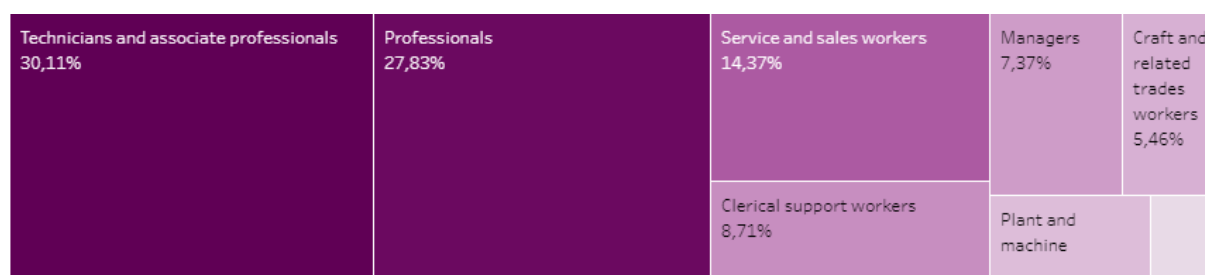 Technicians and associate professionals
30,11%
Professionals
27,83%
Service and sales workers
14,37%
Clerical support workers
8,71%
Managers
7,37%
Craft and
related
trades
workers
5,46%
Plant and
machine